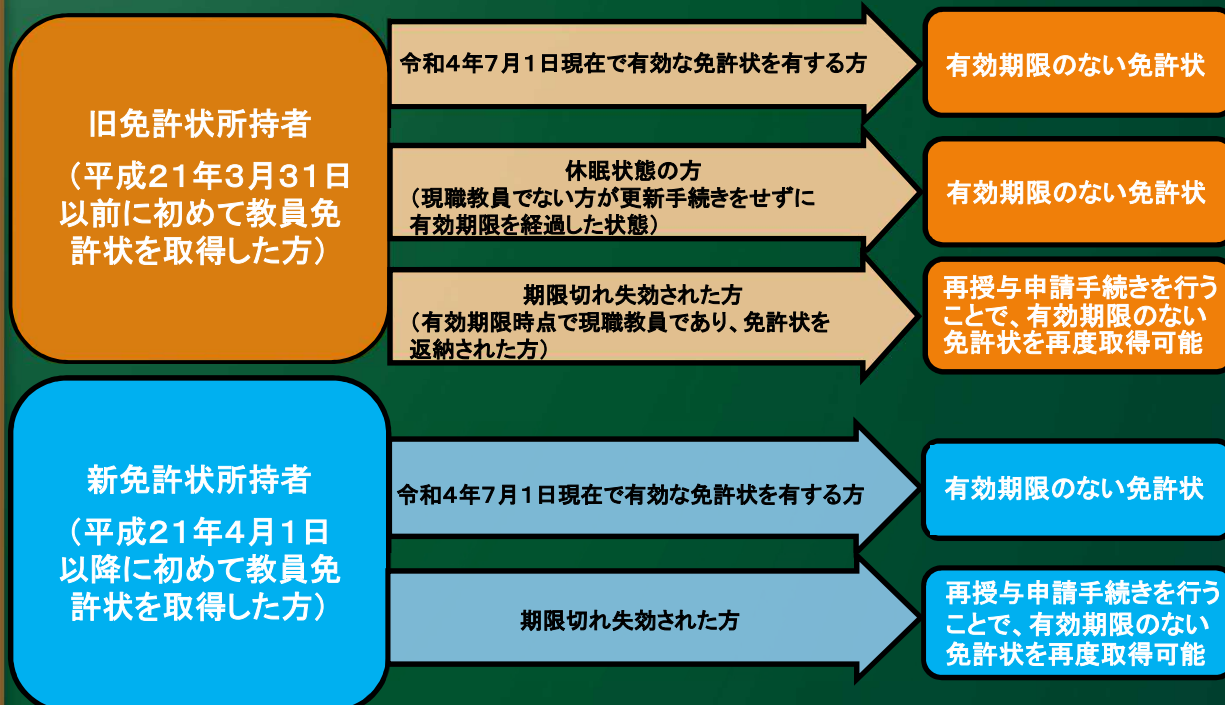 旧免許状所持者
（平成21年3月31日
以前に初めて教員免
許状を取得した方）
令和4年7月1日現在で有効な免許状を有する方
有効期限のない免許状
休眠状態の方
（現職教員でない方が更新手続きをせずに
有効期限を経過した状態）
有効期限のない免許状
期限切れ失効された方
（有効期限時点で現職教員であり、免許状を
返納された方）
再授与申請手続きを行う
ことで、有効期限のない
免許状を再度取得可能
新免許状所持者
（平成21年4月1日
以降に初めて教員免
許状を取得した方）
令和4年7月1日現在で有効な免許状を有する方
有効期限のない免許状
期限切れ失効された方
再授与申請手続きを行う
ことで、有効期限のない
免許状を再度取得可能